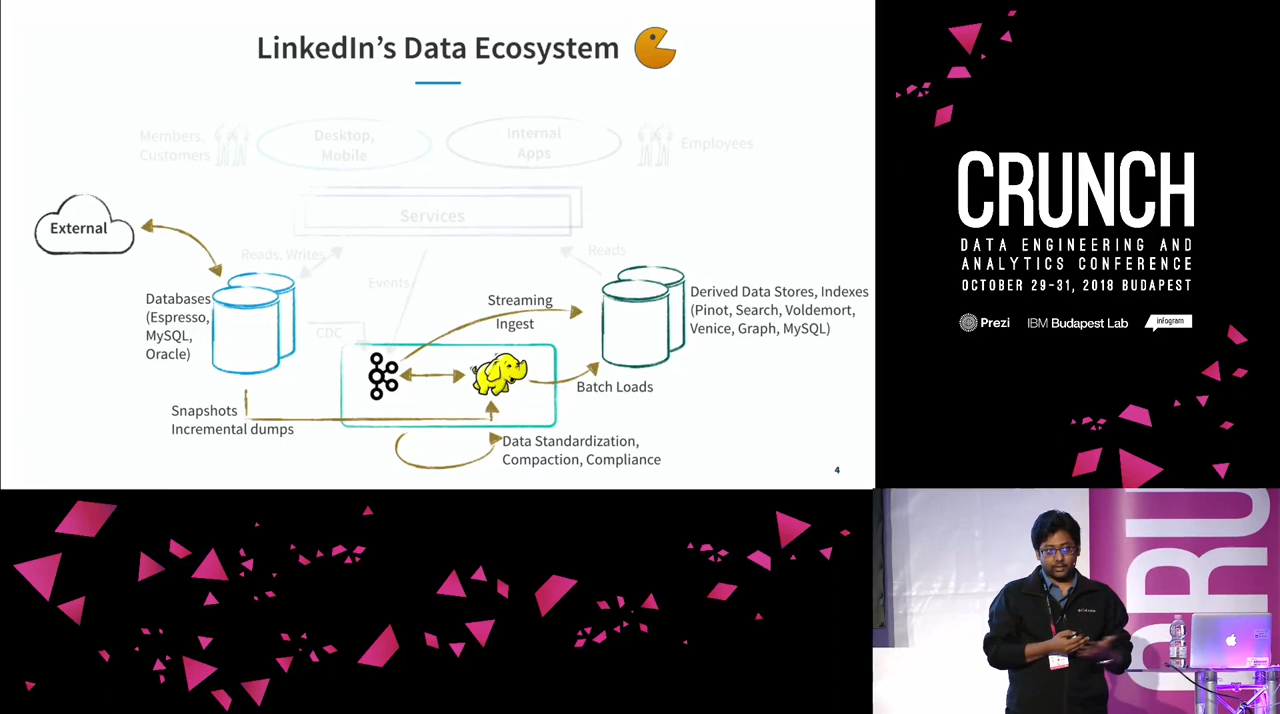 LinkedIn’s Data Ecosystem
Members,
Customers
Desktop,
Mobile
Internal
Apps
Employees
Services
External
Reads, Writes
Reads
Events
CDC
Databases
(Espresso,
MySQL,
Oracle)
Streaming
Ingest
Derived Data Stores, Indexes
(Pinot, Search, Voldemort,
Venice, Graph, MySQL)
Batch Loads
Snapshots
Incremental dumps
Data Standardization,
Compaction, Compliance
4
CRUNCH
DATA ENGINEERING AND
ANALYTICS CONFERENCE
OCTOBER 29-31, 2018 BUDAPEST
Prezi
IBM Budapest Lab
infogram
CRU